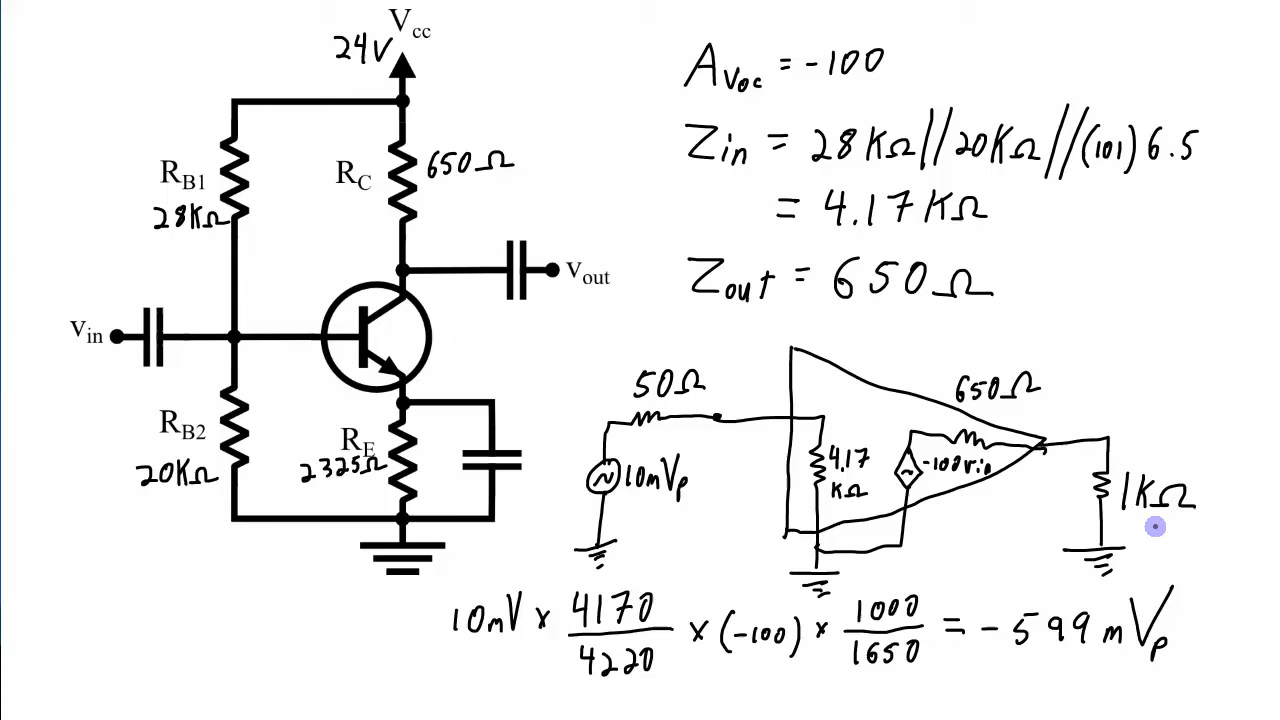 Vcc
24V
RB1
28KΩ
RC
650Ω
vout
vin
RB2
20KΩ
RE
2325Ω
AVoc = -100
Zin = 28KΩ//20KΩ//(101)6.5
= 4.17KΩ
Zout = 650Ω
50Ω
650Ω
10mVp
4.17
KΩ
-100vin
1KΩ
10mV × 4170/4220 × (-100) × 1000/1650 = -599mVp